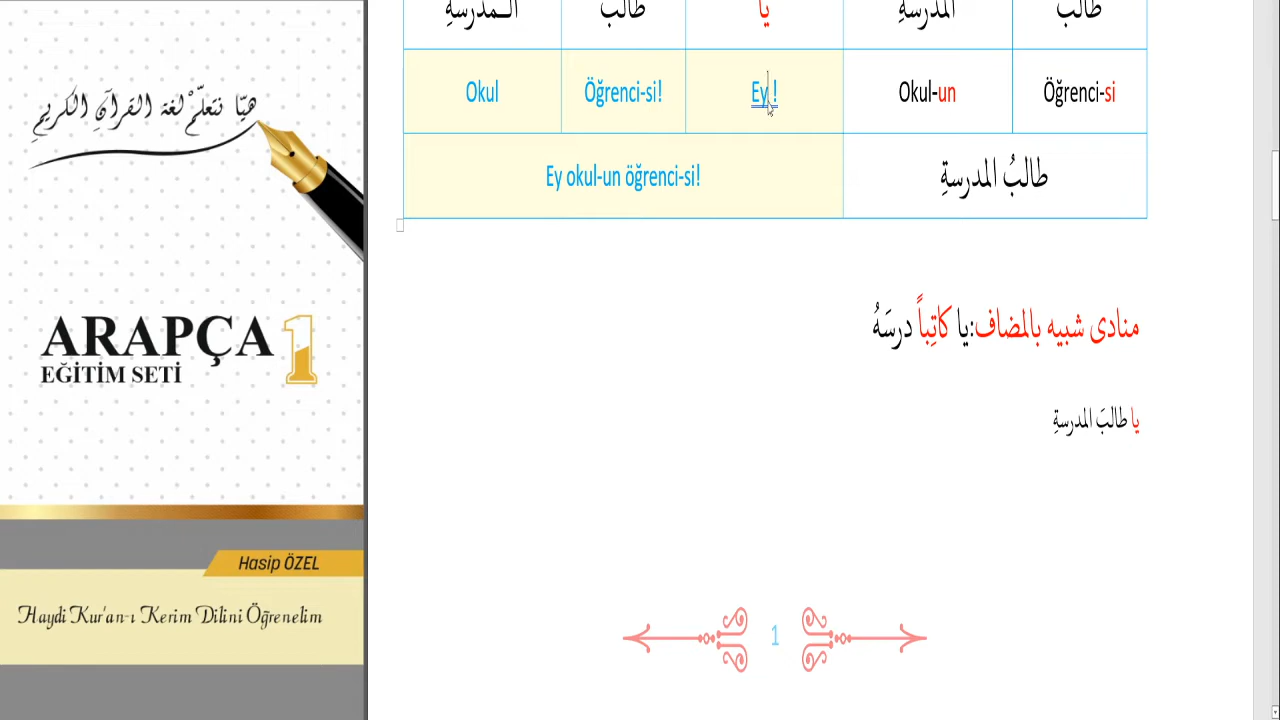 هيّا نتعلّمْ لغة القرآنِ الكريمِ
ARAPÇA 1
EĞİTİM SETİ
Hasip ÖZEL
Haydi Kur'an-ı Kerim Dilini Öğrenelim
طالبُ المدرسةِ يا طالبَ الـمدرسةِ
Öğrenci-si Okul-un Ey ! Öğrenci-si! Okul
طالبُ المدرسةِ Ey okul-un öğrenci-si!
منادى شبيه بالمضاف:يا كاتِباً درسَهُ
يا طالبَ المدرسةِ
1